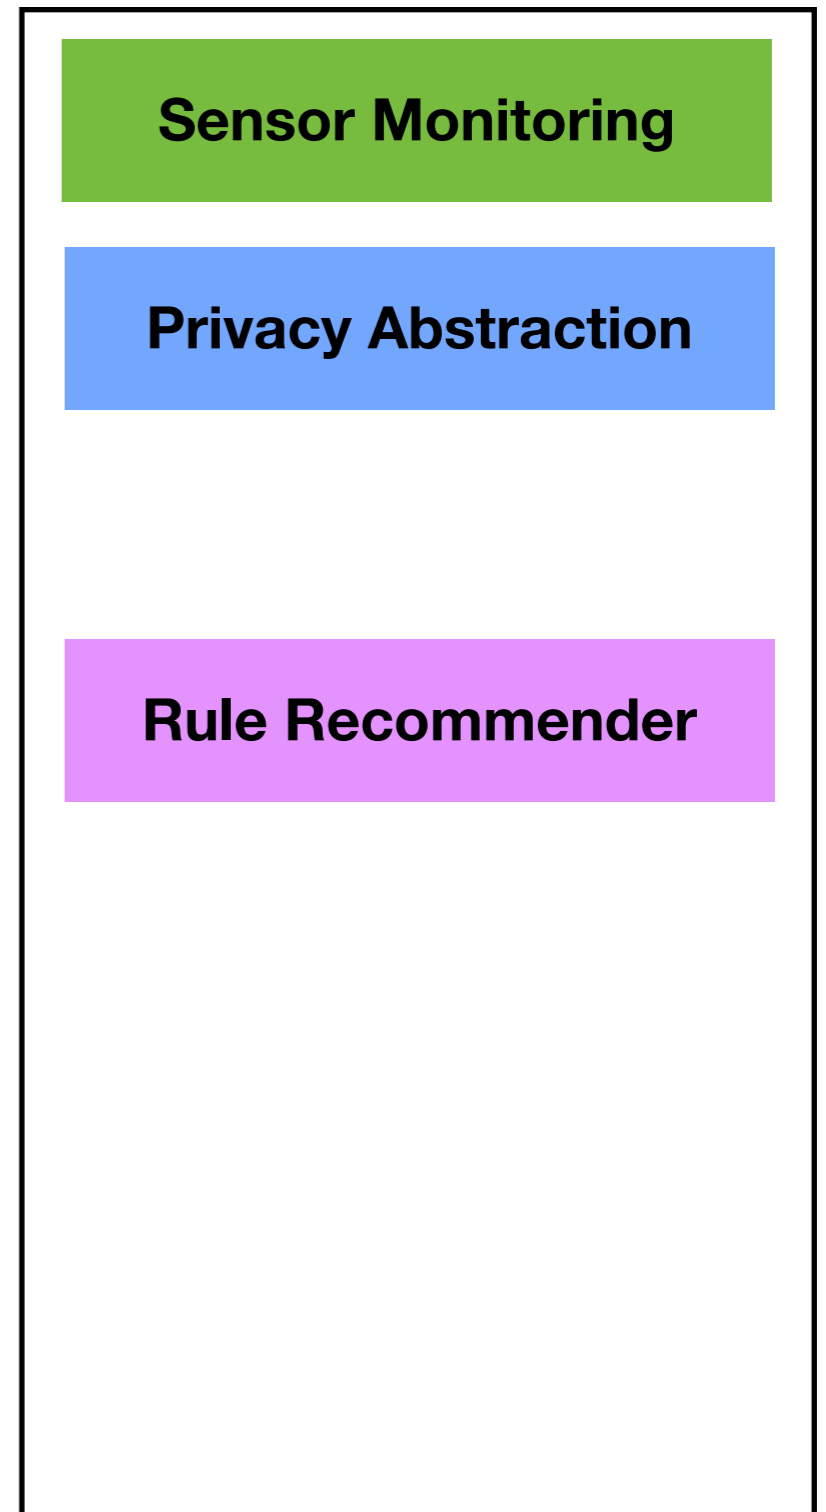 Sensor Monitoring
Privacy Abstraction
Rule Recommender